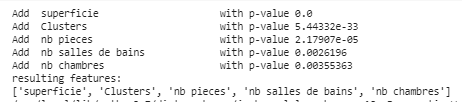 Add superficie with p-value 0.0
Add Clusters with p-value 5.44332e-33
Add nb pieces with p-value 2.17907e-05
Add nb salles de bains with p-value 0.0026196
Add nb chambres with p-value 0.00355363
resulting features:
['superficie', 'Clusters', 'nb pieces', 'nb salles de bains', 'nb chambres']